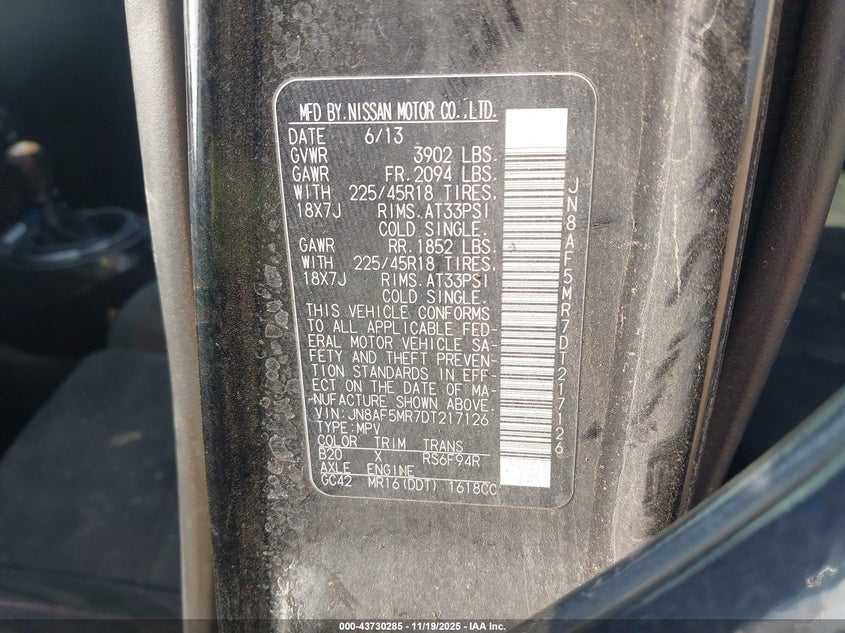 MFD BY.NISSAN MOTOR CO.,LTD.
DATE 6/13
GVWR 3902 LBS.
GAWR FR.2094 LBS.
WITH 225/45R18 TIRES,
18X7J RIMS.AT33PSI
COLD SINGLE.
GAWR RR.1852 LBS.
WITH 225/45R18 TIRES,
18X7J RIMS.AT33PSI
COLD SINGLE.
THIS VEHICLE CONFORMS
TO ALL APPLICABLE FED-
ERAL MOTOR VEHICLE SA-
FETY AND THEFT PREVEN-
TION STANDARDS IN EFF-
ECT ON THE DATE OF MA-
NUFACTURE SHOWN ABOVE.
VIN:JN8AF5MR7DT217126
TYPE:MPV
COLOR TRIM TRANS
B20 X RS6F94R
AXLE ENGINE
GC42 MR16(DDT) 1618CC
JN8AF5MR7DT217126
000-43730285 - 11/19/2025 - IAA Inc.